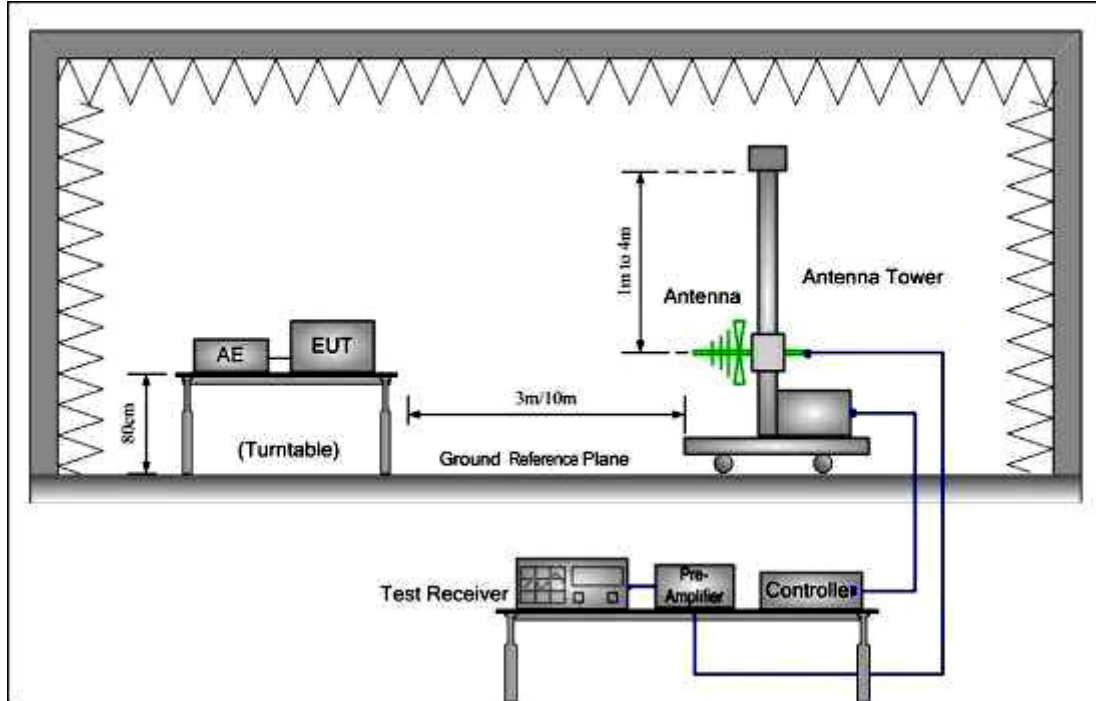 1m to 4m
Antenna
Antenna Tower
AE
EUT
80cm
3m/10m
(Turntable)
Ground Reference Plane
Test Receiver
Pre-
Amplifier
Controller